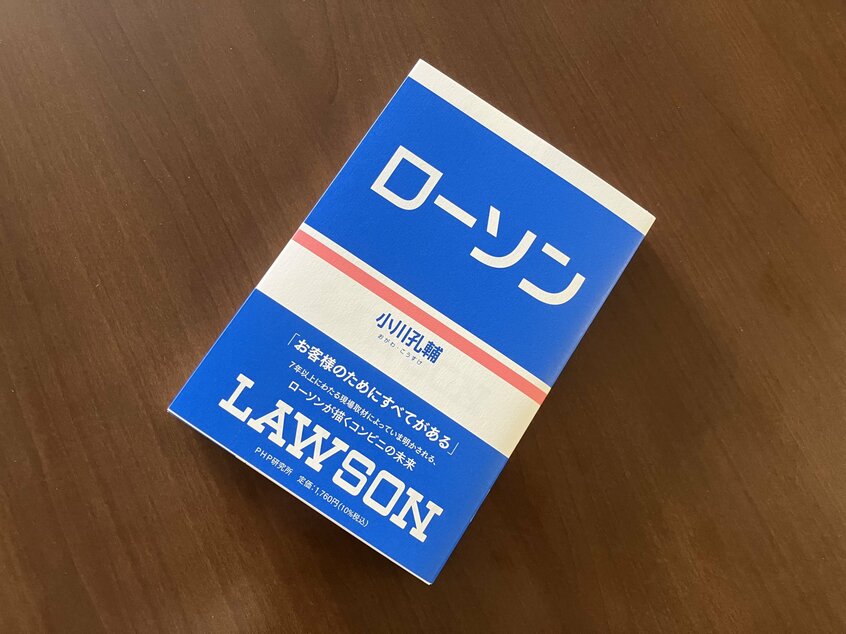 ローソン
小川孔輔
おがわ こうすけ
「お客様のためにすべてがある」
7年以上にわたる現場取材によっていま明かされる、
ローソンが描くコンビニの未来
LAWSON
PHP研究所 定価：1,760円（10%税込）